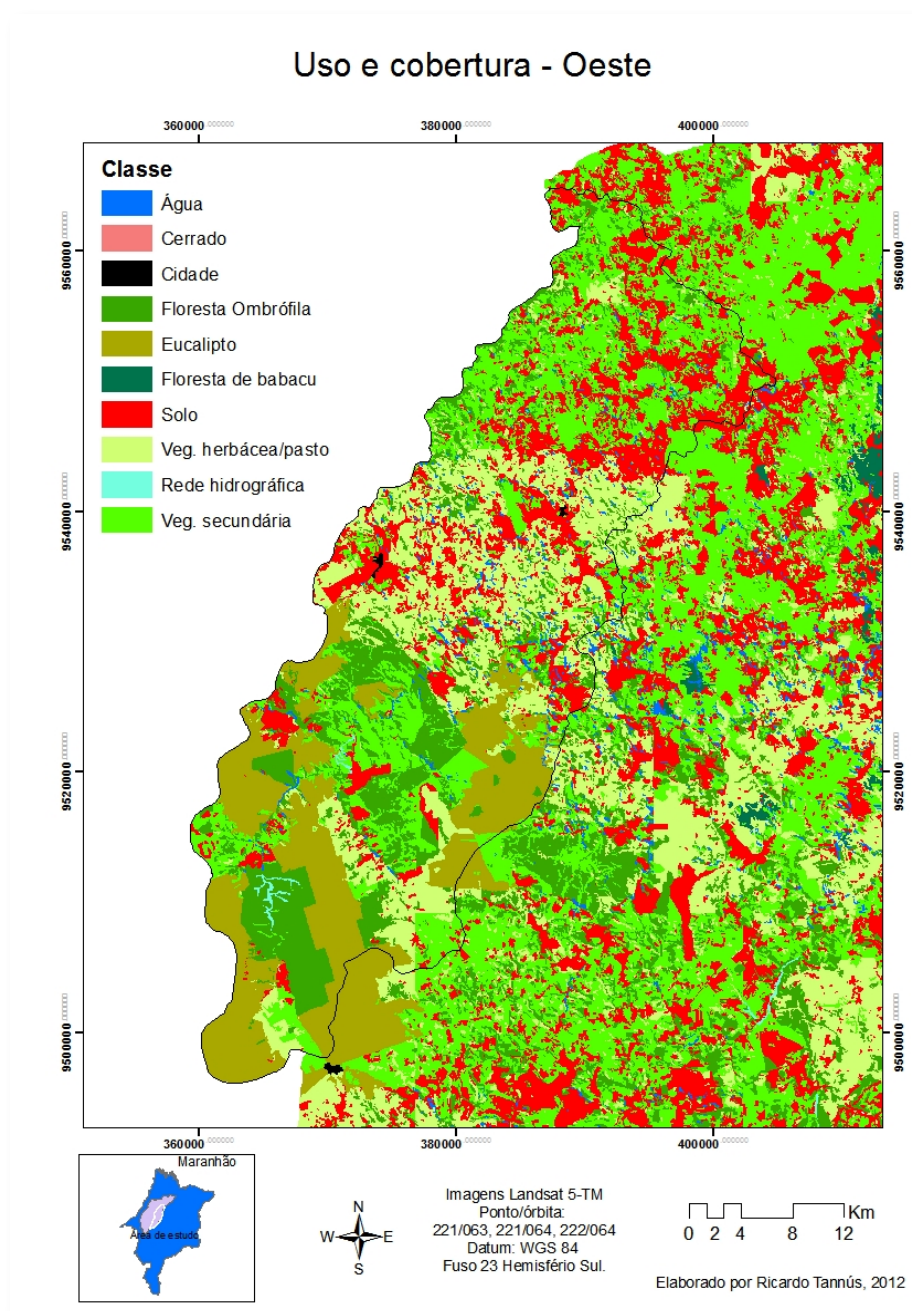 Uso e cobertura - Oeste
360000
380000
400000
Classe
Água
Cerrado
Cidade
Floresta Ombrófila
Eucalipto
Floresta de babacu
Solo
Veg. herbácea/pasto
Rede hidrográfica
Veg. secundária
9560000
9560000
9540000
9540000
9520000
9520000
9500000
9500000
360000
380000
400000
Maranhão
Área de estudo
N
W
E
S
Imagens Landsat 5-TM
Ponto/órbita:
221/063, 221/064, 222/064
Datum: WGS 84
Fuso 23 Hemisfério Sul.
Km
0 2 4 8 12
Elaborado por Ricardo Tannús, 2012